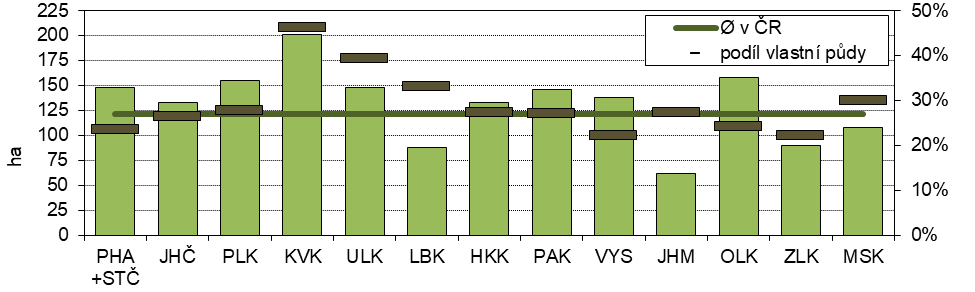 225
200
175
150
125
100
75
50
25
0
ha
50%
40%
30%
20%
10%
0%
Ø v ČR
podíl vlastní půdy
PHA +STČ
JHČ
PLK
KVK
ULK
LBK
HKK
PAK
VYS
JHM
OLK
ZLK
MSK